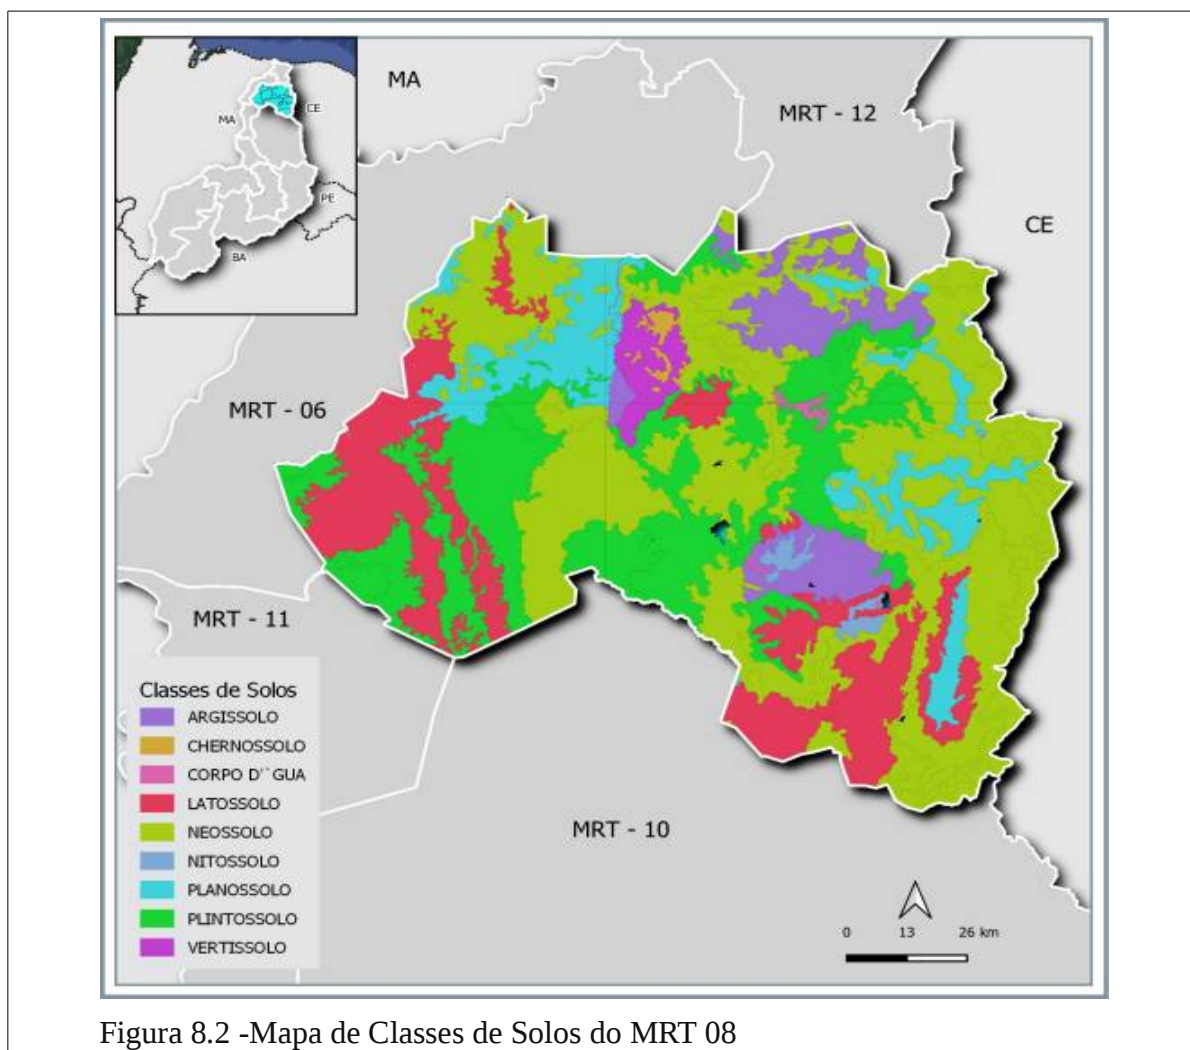 MA
CE
PE
BA
MA
MRT - 12
CE
MRT - 06
MRT - 11
MRT - 10
Classes de Solos
ARGISSOLO
CHERNOSSOLO
CORPO D'`GUA
LATOSSOLO
NEOSSOLO
NITOSSOLO
PLANOSSOLO
PLINTOSSOLO
VERTISSOLO
0 13 26 km
Figura 8.2 -Mapa de Classes de Solos do MRT 08